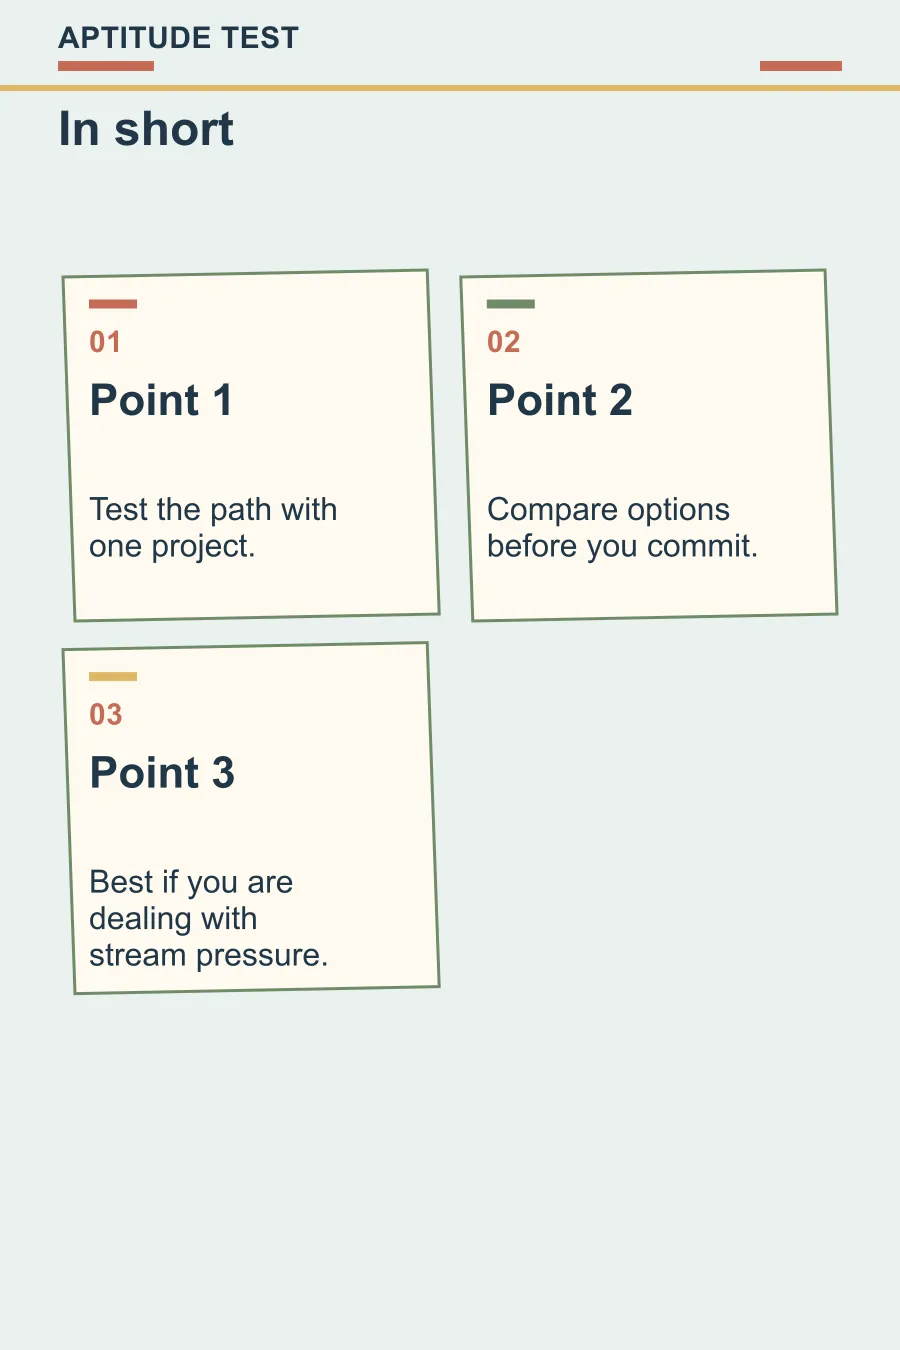 APTITUDE TEST
In short
01
Point 1
Test the path with
one project.
02
Point 2
Compare options
before you commit.
03
Point 3
Best if you are
dealing with
stream pressure.